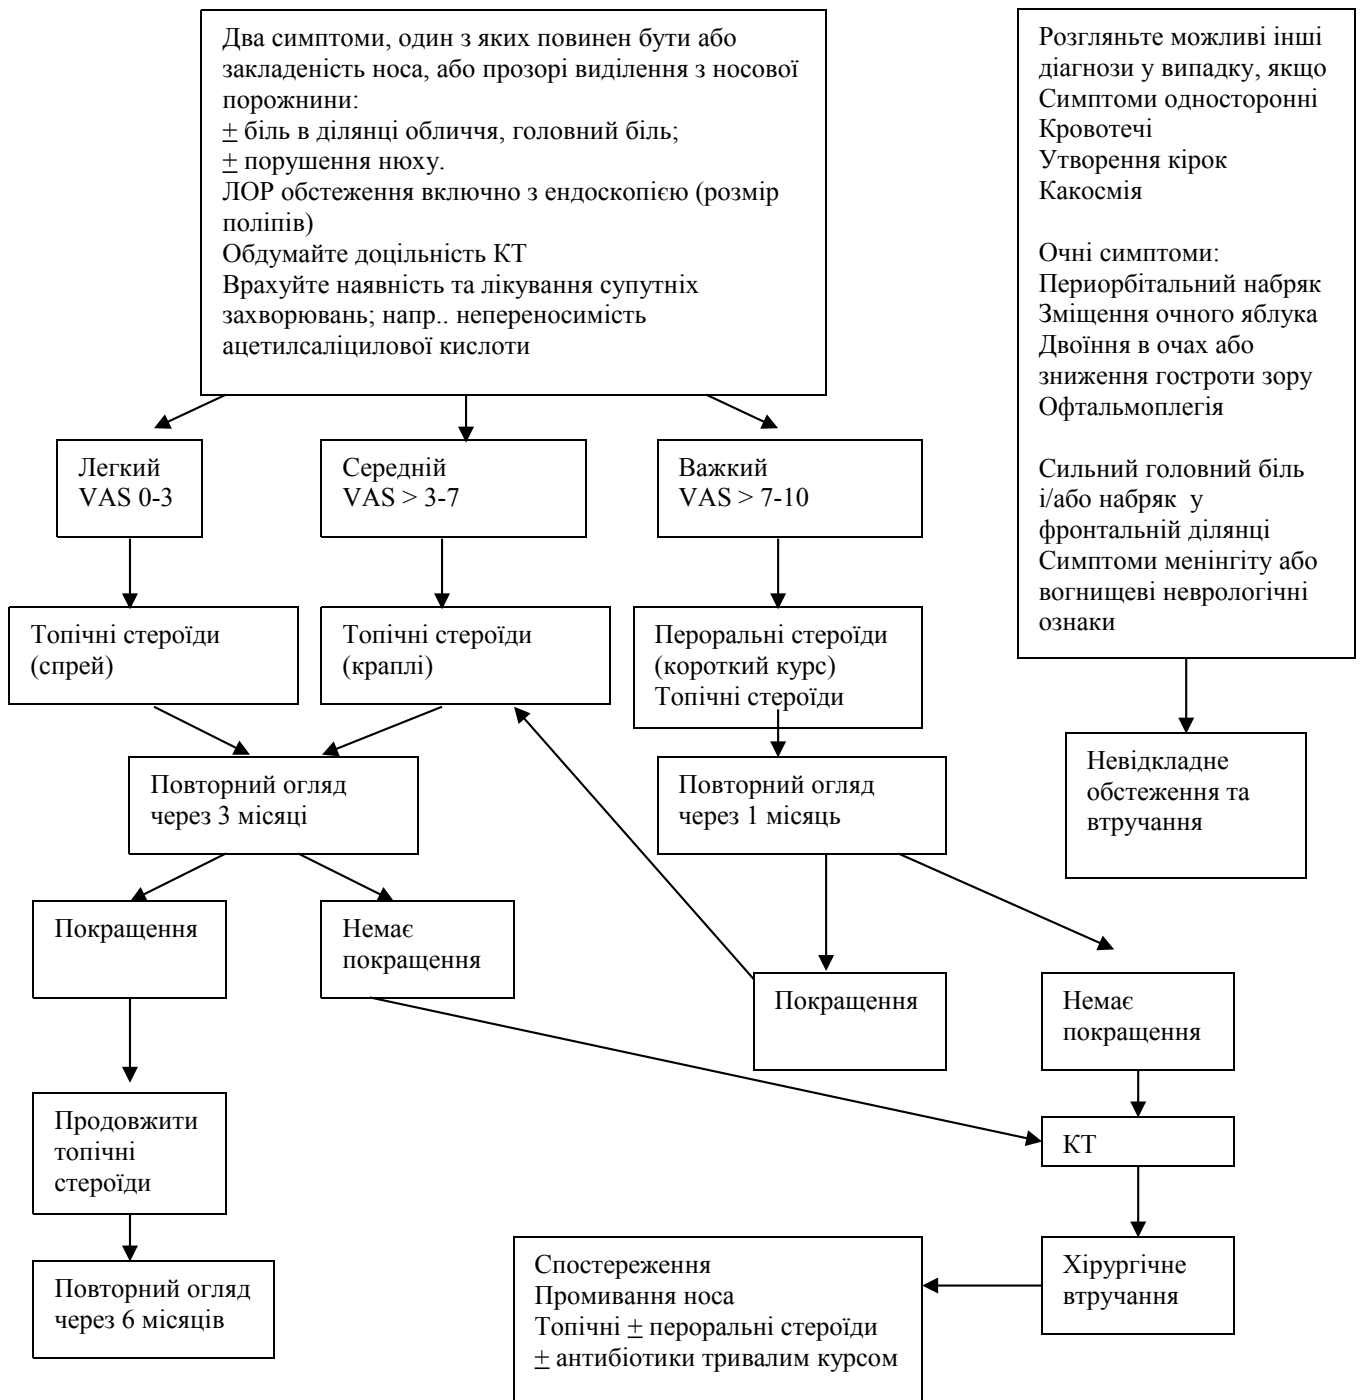 Два симптоми, один з яких повинен бути або
закладеність носа, або прозорі виділення з носової
порожнини:
± біль в ділянці обличчя, головний біль;
± порушення нюху.
ЛОР обстеження включно з ендоскопією (розмір
поліпів)
Обдумайте доцільність КТ
Врахуйте наявність та лікування супутніх
захворювань; напр.. непереносимість
ацетилсаліцилової кислоти
Розгляньте можливі інші
діагнози у випадку, якщо
Симптоми односторонні
Кровотечі
Утворення кірок
Какосмія
Очні симптоми:
Периорбітальний набряк
Зміщення очного яблука
Двоїння в очах або
зниження гостроти зору
Офтальмоплегія
Сильний головний біль
і/або набряк у
фронтальній ділянці
Симптоми менінгіту або
вогнищеві неврологічні
ознаки
Легкий
VAS 0-3
Середній
VAS > 3-7
Важкий
VAS > 7-10
Топічні стероїди
(спрей)
Топічні стероїди
(краплі)
Пероральні стероїди
(короткий курс)
Топічні стероїди
Повторний огляд
через 3 місяці
Повторний огляд
через 1 місяць
Невідкладне
обстеження та
втручання
Покращення
Немає
покращення
Покращення
Немає
покращення
Продовжити
топічні
стероїди
КТ
Повторний огляд
через 6 місяців
Спостереження
Промивання носа
Топічні ± пероральні стероїди
± антибіотики тривалим курсом
Хірургічне
втручання